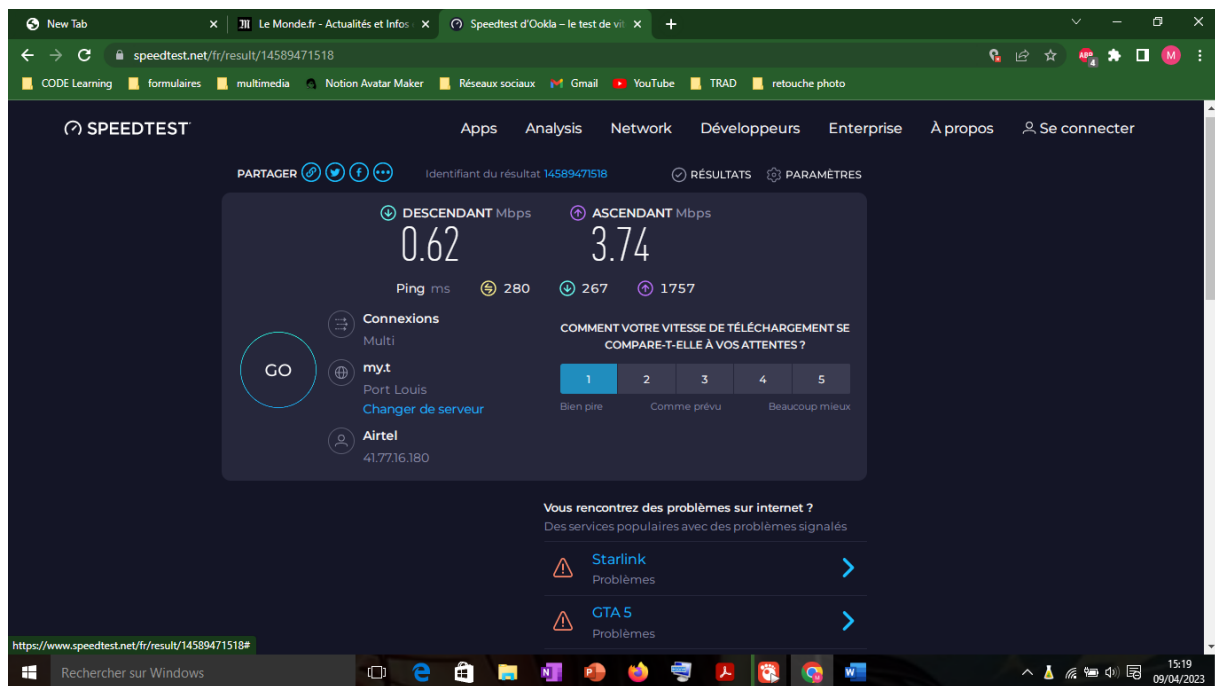 New Tab
Le Monde.fr - Actualités et Infos
Speedtest d'Ookla – le test de vit
speedtest.net/fr/result/14589471518
ABP
4
M
CODE Learning
formulaires
multimedia
Notion Avatar Maker
Réseaux sociaux
Gmail
YouTube
TRAD
retouche photo
SPEEDTEST
Apps
Analysis
Network
Développeurs
Enterprise
À propos
Se connecter
PARTAGER
Identifiant du résultat 14589471518
RÉSULTATS
PARAMÈTRES
DESCENDANT Mbps
ASCENDANT Mbps
0.62
3.74
Ping ms
280
267
1757
GO
Connexions
Multi
my.t
Port Louis
Changer de serveur
Airtel
41.77.16.180
COMMENT VOTRE VITESSE DE TÉLÉCHARGEMENT SE
COMPARE-T-ELLE À VOS ATTENTES ?
1
2
3
4
5
Bien pire
Comme prévu
Beaucoup mieux
Vous rencontrez des problèmes sur internet ?
Des services populaires avec des problèmes signalés
Starlink
Problèmes
GTA 5
Problèmes
https://www.speedtest.net/fr/result/14589471518#
Rechercher sur Windows
15:19
09/04/2023